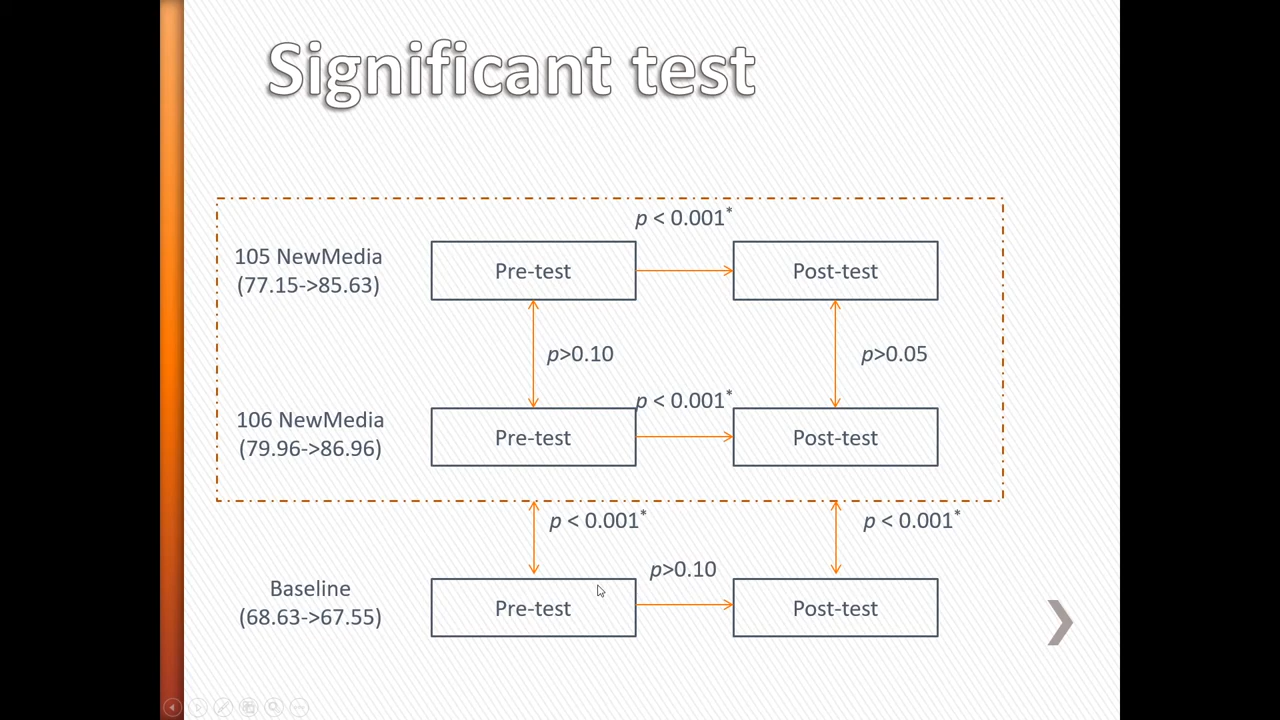 Significant test
p < 0.001*
105 NewMedia
(77.15->85.63)
Pre-test
Post-test
p>0.10
p>0.05
p < 0.001*
106 NewMedia
(79.96->86.96)
Pre-test
Post-test
p < 0.001*
p < 0.001*
p>0.10
Baseline
(68.63->67.55)
Pre-test
Post-test